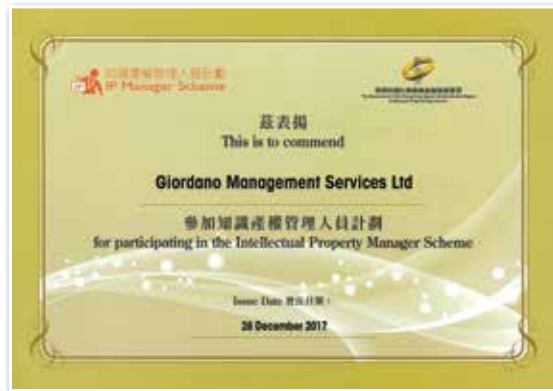 知識產權管理人員計劃
IP Manager Scheme
茲表揚
This is to commend
Giordano Management Services Ltd
參加知識產權管理人員計劃
for participating in the Intellectual Property Manager Scheme
Issue Date 發出日期：
28 December 2017